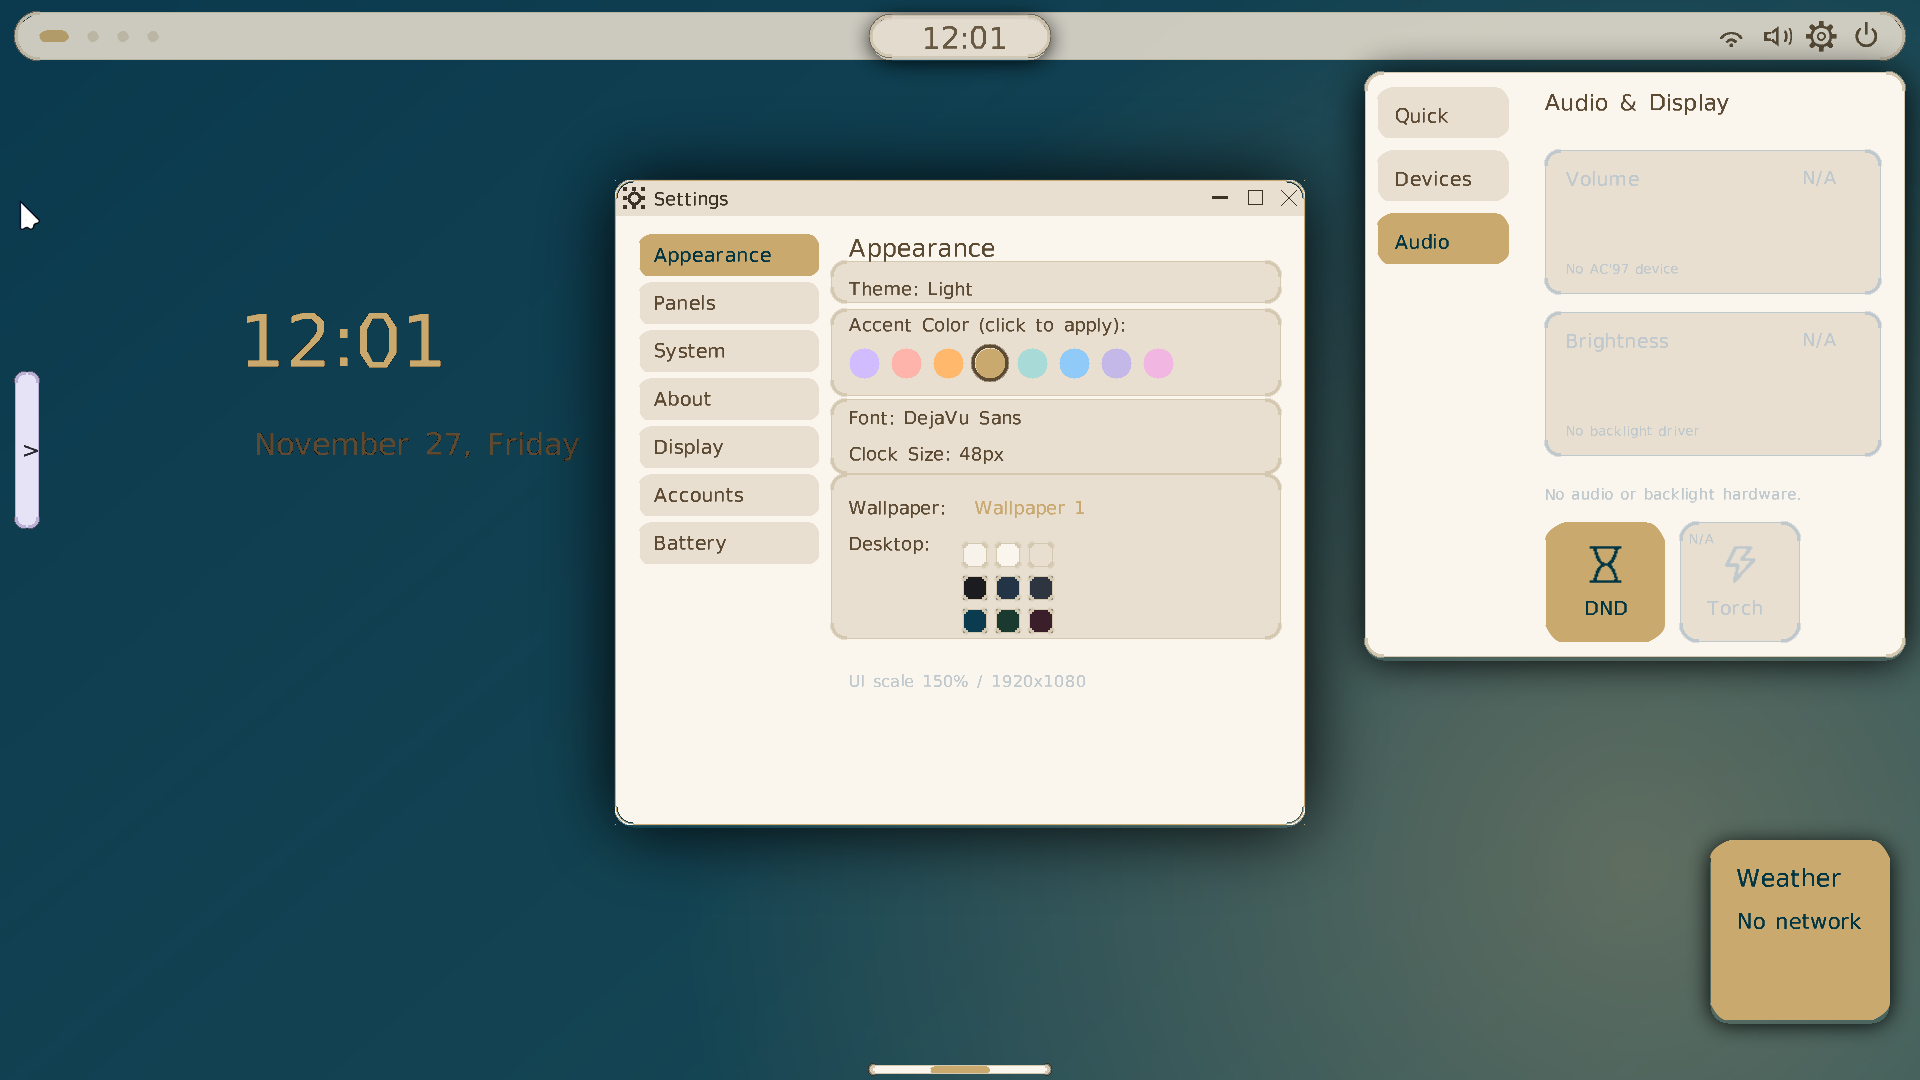 12:01
12:01
November 27, Friday
>
Settings
Appearance
Panels
System
About
Display
Accounts
Battery
Appearance
Theme: Light
Accent Color (click to apply):
Font: DejaVu Sans
Clock Size: 48px
Wallpaper: Wallpaper 1
Desktop:
UI scale 150% / 1920x1080
Quick
Devices
Audio
Audio & Display
Volume N/A
No AC'97 device
Brightness N/A
No backlight driver
No audio or backlight hardware.
DND
N/A
Torch
Weather
No network